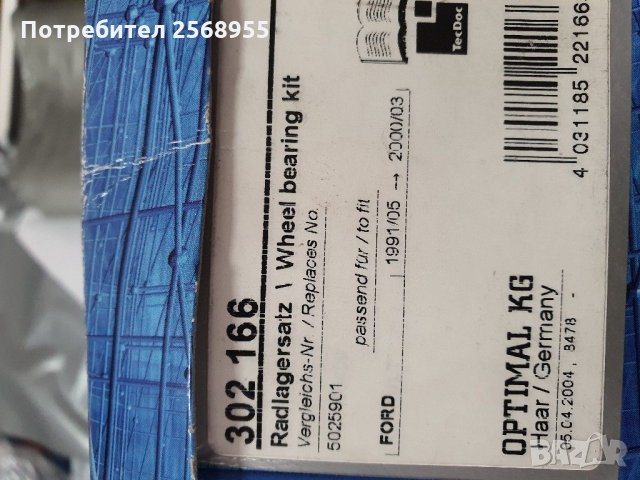 Потребител 2568955
TecDoc
302 166
Radlagersatz \ Wheel bearing kit
Vergleichs-Nr. / Replaces No.
5025901
passend für / to fit
FORD
1991/05 → 2000/03
4 031185 22166
OPTIMAL KG
Haar / Germany
05.04.2004, 8478 -
BAZAR